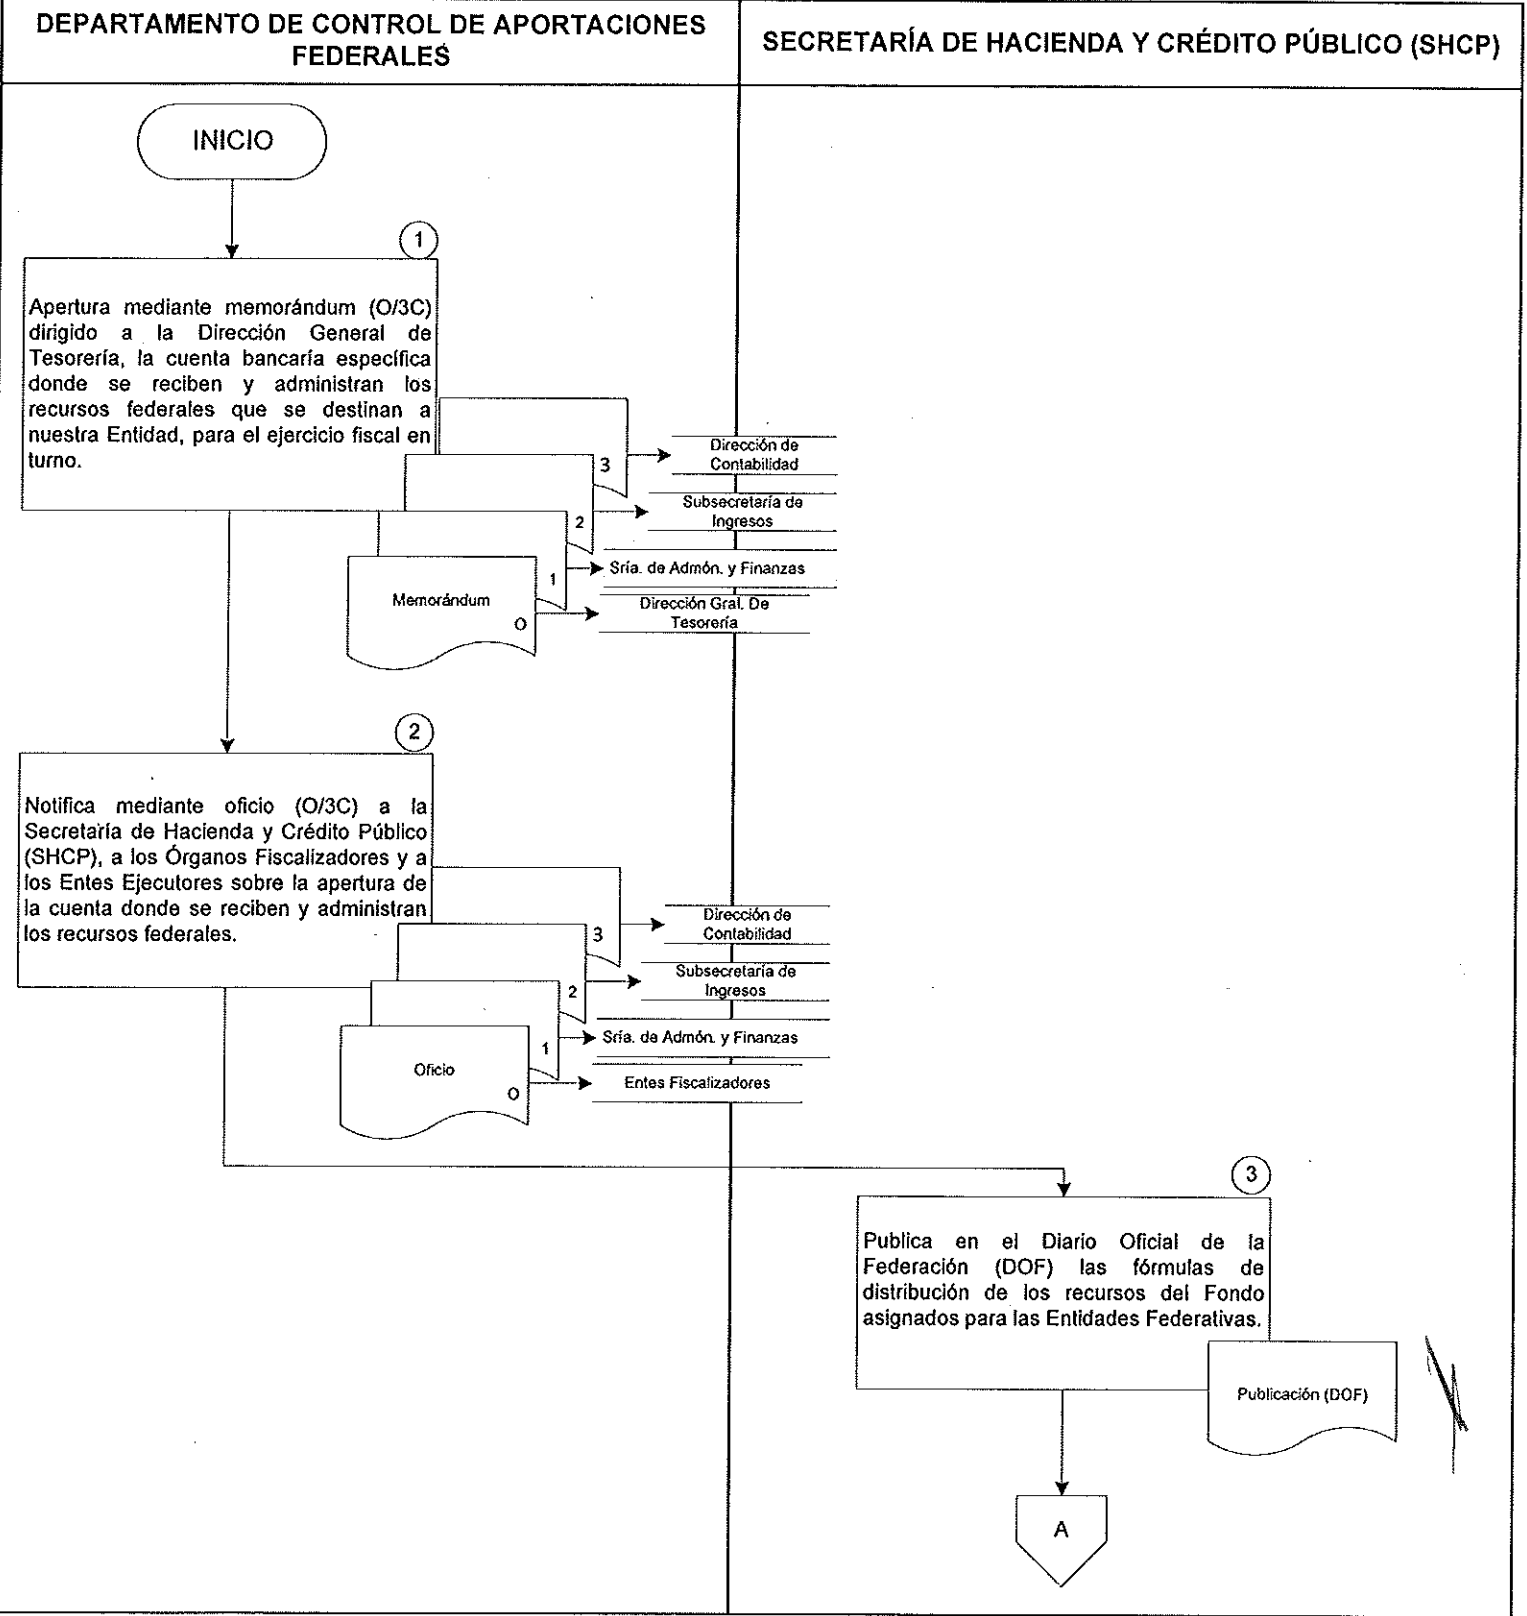 DEPARTAMENTO DE CONTROL DE APORTACIONES
FEDERALES
SECRETARÍA DE HACIENDA Y CRÉDITO PÚBLICO (SHCP)
INICIO
1
Apertura mediante memorándum (O/3C)
dirigido a la Dirección General de
Tesorería, la cuenta bancaría específica
donde se reciben y administran los
recursos federales que se destinan a
nuestra Entidad, para el ejercicio fiscal en
turno.
3
Dirección de
Contabilidad
2
Subsecretaría de
Ingresos
1
Sría. de Admón. y Finanzas
Memorándum
O
Dirección Gral. De
Tesorería
2
Notifica mediante oficio (O/3C) a la
Secretaría de Hacienda y Crédito Público
(SHCP), a los Órganos Fiscalizadores y a
los Entes Ejecutores sobre la apertura de
la cuenta donde se reciben y administran
los recursos federales.
3
Dirección de
Contabilidad
2
Subsecretaría de
Ingresos
1
Sría. de Admón. y Finanzas
Oficio
O
Entes Fiscalizadores
3
Publica en el Diario Oficial de la
Federación (DOF) las fórmulas de
distribución de los recursos del Fondo
asignados para las Entidades Federativas.
Publicación (DOF)
A